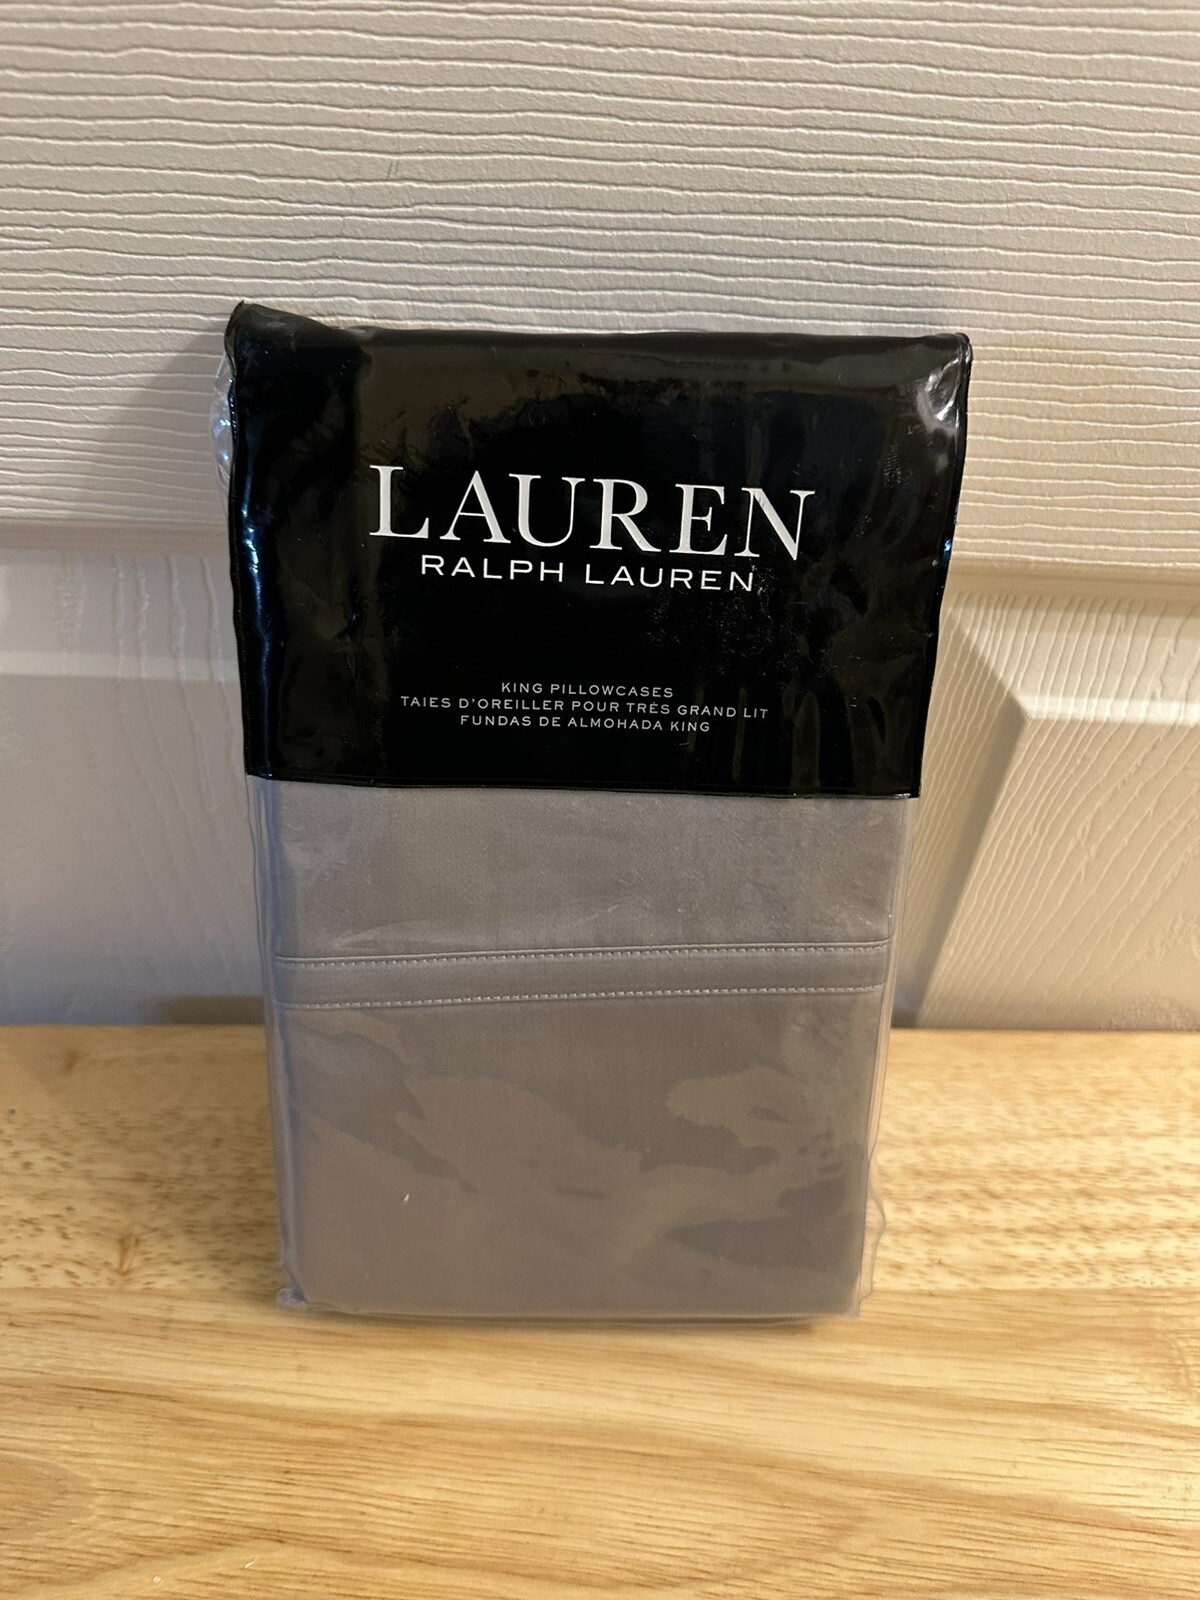 LAUREN
RALPH LAUREN
KING PILLOWCASES
TAIES D'OREILLER POUR TRÈS GRAND LIT
FUNDAS DE ALMOHADA KING